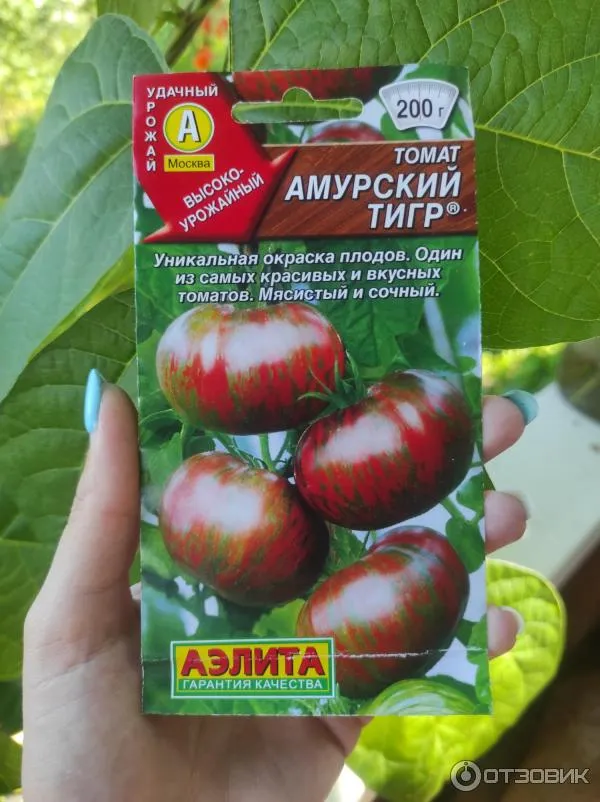 УДАЧНЫЙ
УРОЖАЙ
А
Москва
ВЫСОКО-
УРОЖАЙНЫЙ
200 г
ТОМАТ
АМУРСКИЙ
ТИГР®
Уникальная окраска плодов. Один
из самых красивых и вкусных
томатов. Мясистый и сочный.
АЭЛИТА
ГАРАНТИЯ КАЧЕСТВА
ОТЗОВИК